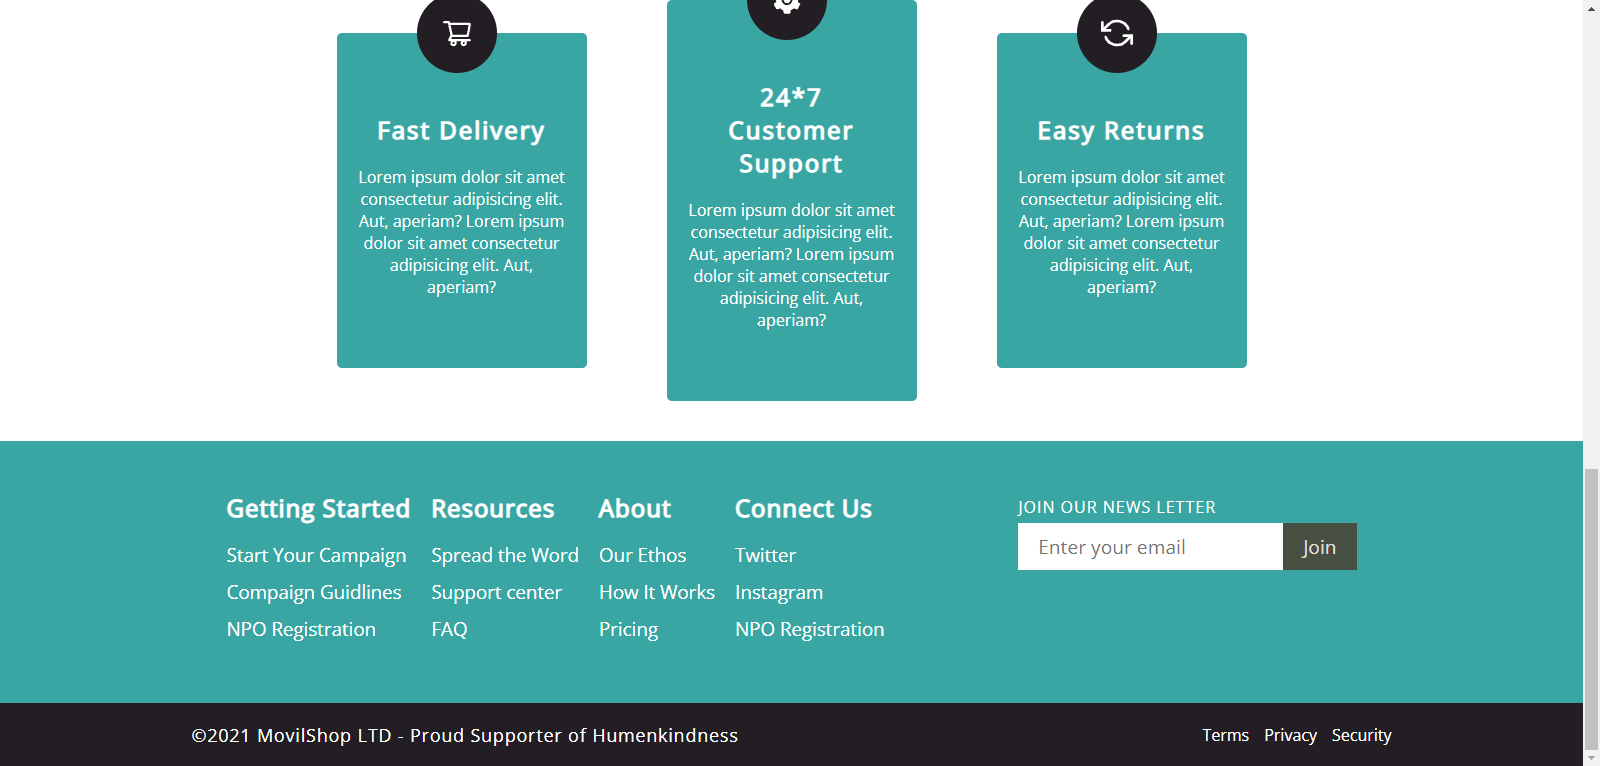 Fast Delivery
Lorem ipsum dolor sit amet
consectetur adipisicing elit.
Aut, aperiam? Lorem ipsum
dolor sit amet consectetur
adipisicing elit. Aut,
aperiam?
24*7
Customer
Support
Lorem ipsum dolor sit amet
consectetur adipisicing elit.
Aut, aperiam? Lorem ipsum
dolor sit amet consectetur
adipisicing elit. Aut,
aperiam?
Easy Returns
Lorem ipsum dolor sit amet
consectetur adipisicing elit.
Aut, aperiam? Lorem ipsum
dolor sit amet consectetur
adipisicing elit. Aut,
aperiam?
Getting Started
Start Your Campaign
Compaign Guidlines
NPO Registration
Resources
Spread the Word
Support center
FAQ
About
Our Ethos
How It Works
Pricing
Connect Us
Twitter
Instagram
NPO Registration
JOIN OUR NEWS LETTER
Enter your email
Join
©2021 MovilShop LTD - Proud Supporter of Humenkindness
Terms Privacy Security